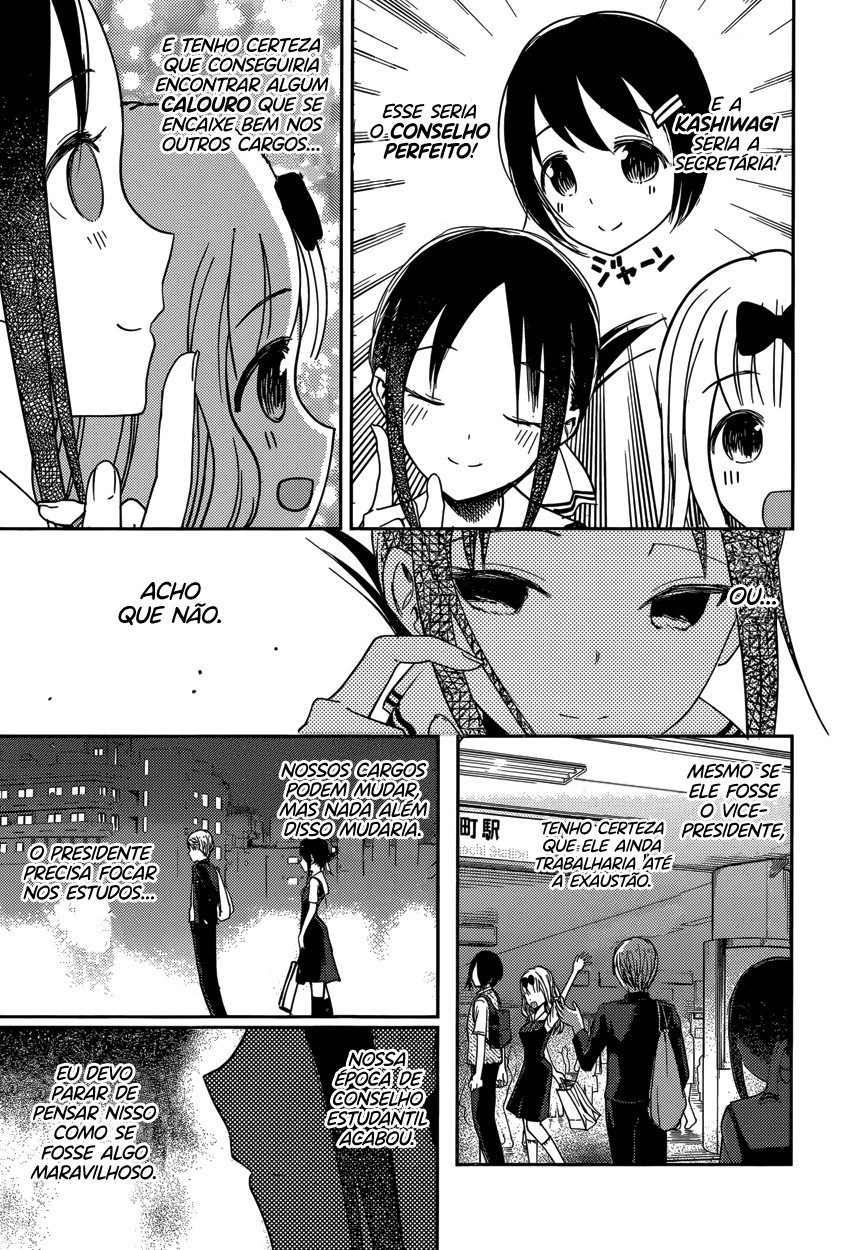 E A
KASHIWAGI
SERIA A
SECRETÁRIA!
ESSE SERIA
O CONSELHO
PERFEITO!
ジャーン
E TENHO CERTEZA
QUE CONSEGUIRIA
ENCONTRAR ALGUM
CALOURO QUE SE
ENCAIXE BEM NOS
OUTROS CARGOS...
OU...
ACHO
QUE NÃO.
MESMO SE
ELE FOSSE
O VICE-
PRESIDENTE,
町駅
TENHO CERTEZA
QUE ELE AINDA
TRABALHARIA ATÉ
A EXAUSTÃO.
NOSSOS CARGOS
PODEM MUDAR,
MAS NADA ALÉM
DISSO MUDARIA.
O PRESIDENTE
PRECISA FOCAR
NOS ESTUDOS...
NOSSA
ÉPOCA DE
CONSELHO
ESTUDANTIL
ACABOU.
EU DEVO
PARAR DE
PENSAR NISSO
COMO SE
FOSSE ALGO
MARAVILHOSO.